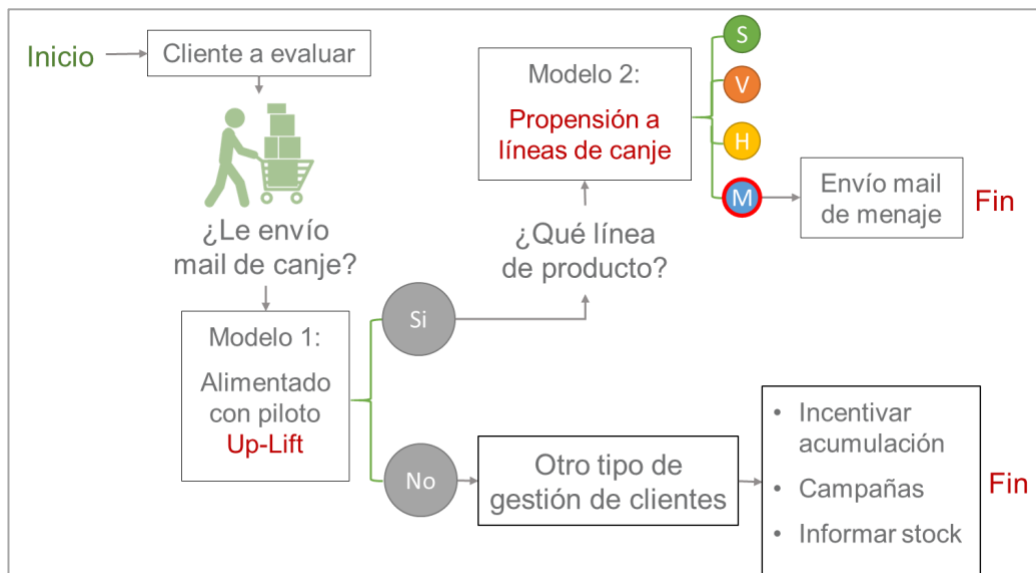 Inicio
Cliente a evaluar
¿Le envío
mail de canje?
Modelo 1:
Alimentado
con piloto
Up-Lift
Si
¿Qué línea
de producto?
Modelo 2:
Propensión a
líneas de canje
S
V
H
M
Envío mail
de menaje
Fin
No
Otro tipo de
gestión de clientes
• Incentivar
acumulación
• Campañas
• Informar stock
Fin